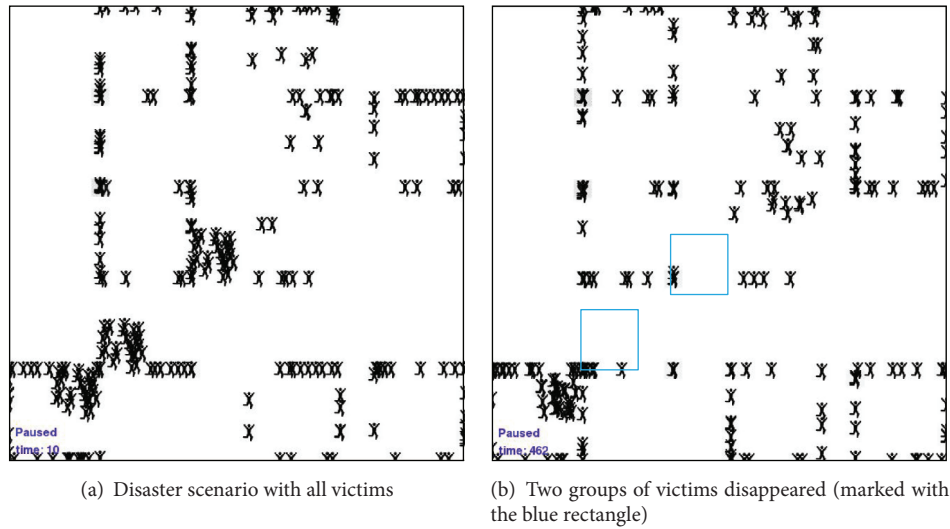 Paused
time: 10
Paused
time: 462
(a) Disaster scenario with all victims
(b) Two groups of victims disappeared (marked with
the blue rectangle)